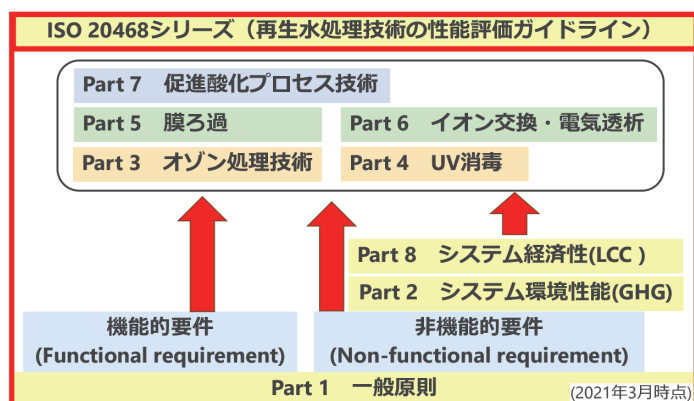 ISO 20468シリーズ（再生水処理技術の性能評価ガイドライン）
Part 7　促進酸化プロセス技術
Part 5　膜ろ過
Part 6　イオン交換・電気透析
Part 3　オゾン処理技術
Part 4　UV消毒
Part 8　システム経済性(LCC )
Part 2　システム環境性能(GHG)
機能的要件
(Functional requirement)
非機能的要件
(Non-functional requirement)
Part 1　一般原則
(2021年3月時点)